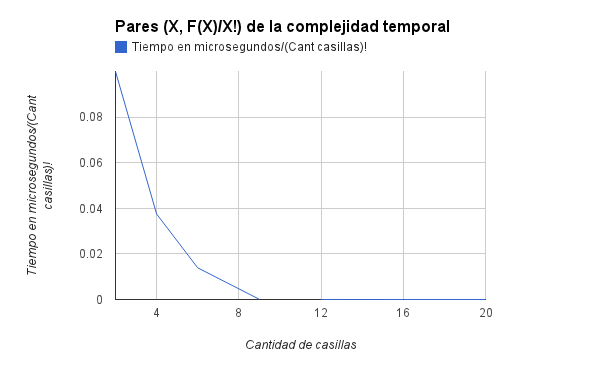 Pares (X, F(X)/X!) de la complejidad temporal
Tiempo en microsegundos/(Cant casillas)!
Tiempo en microsegundos/(Cant
casillas)!
0.08
0.06
0.04
0.02
0
4
8
12
16
20
Cantidad de casillas